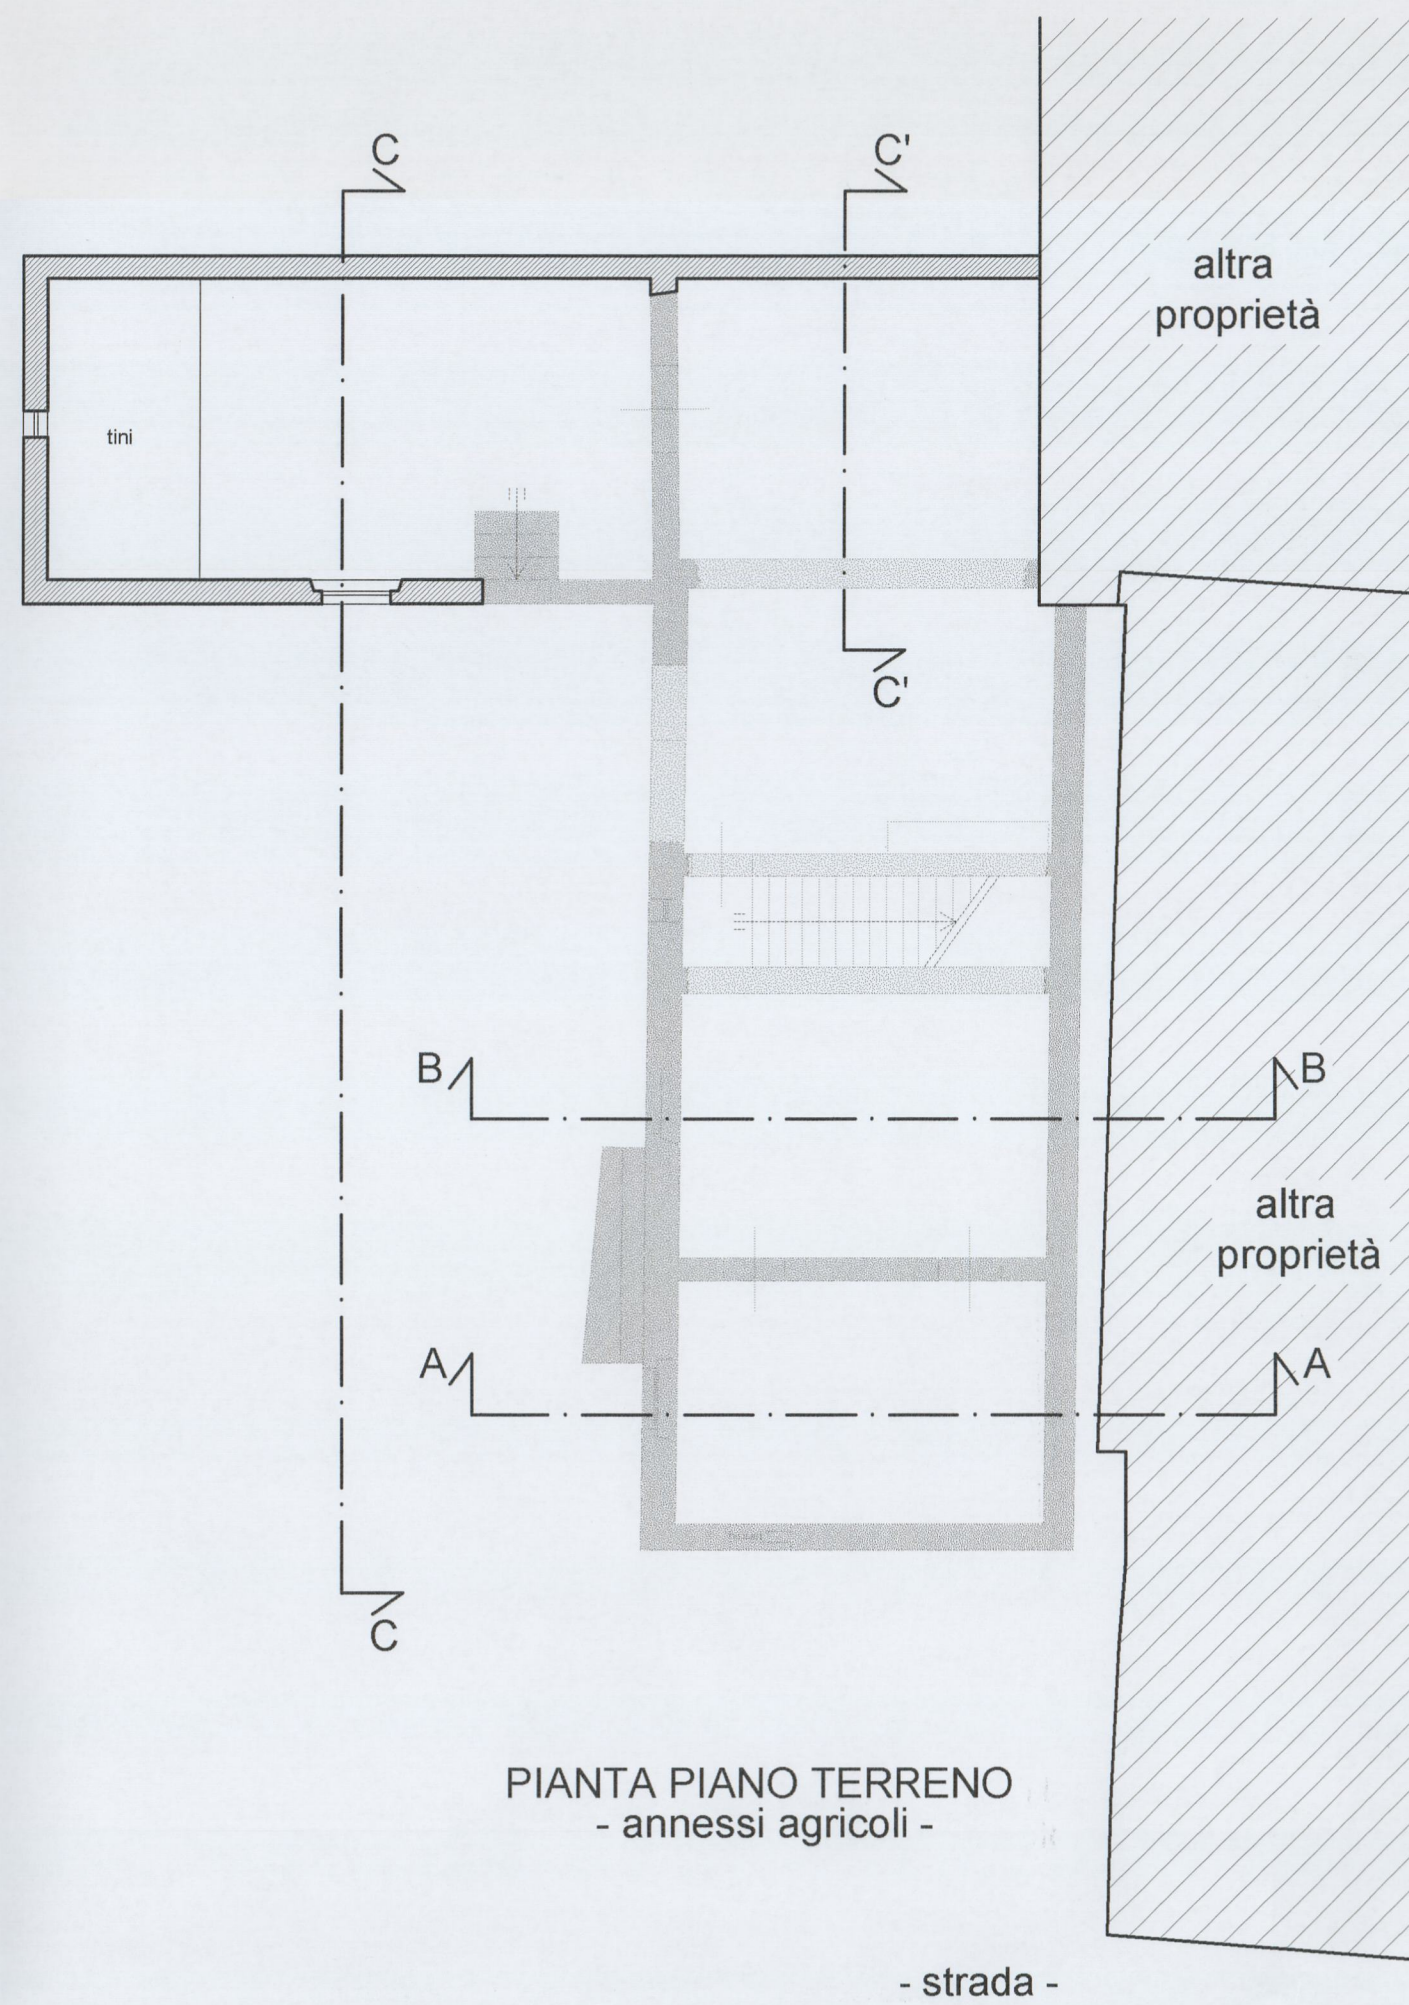 C
C'
altra
proprietà
tini
C'
B
B
altra
proprietà
A
A
C
PIANTA PIANO TERRENO
- annessi agricoli -
- strada -